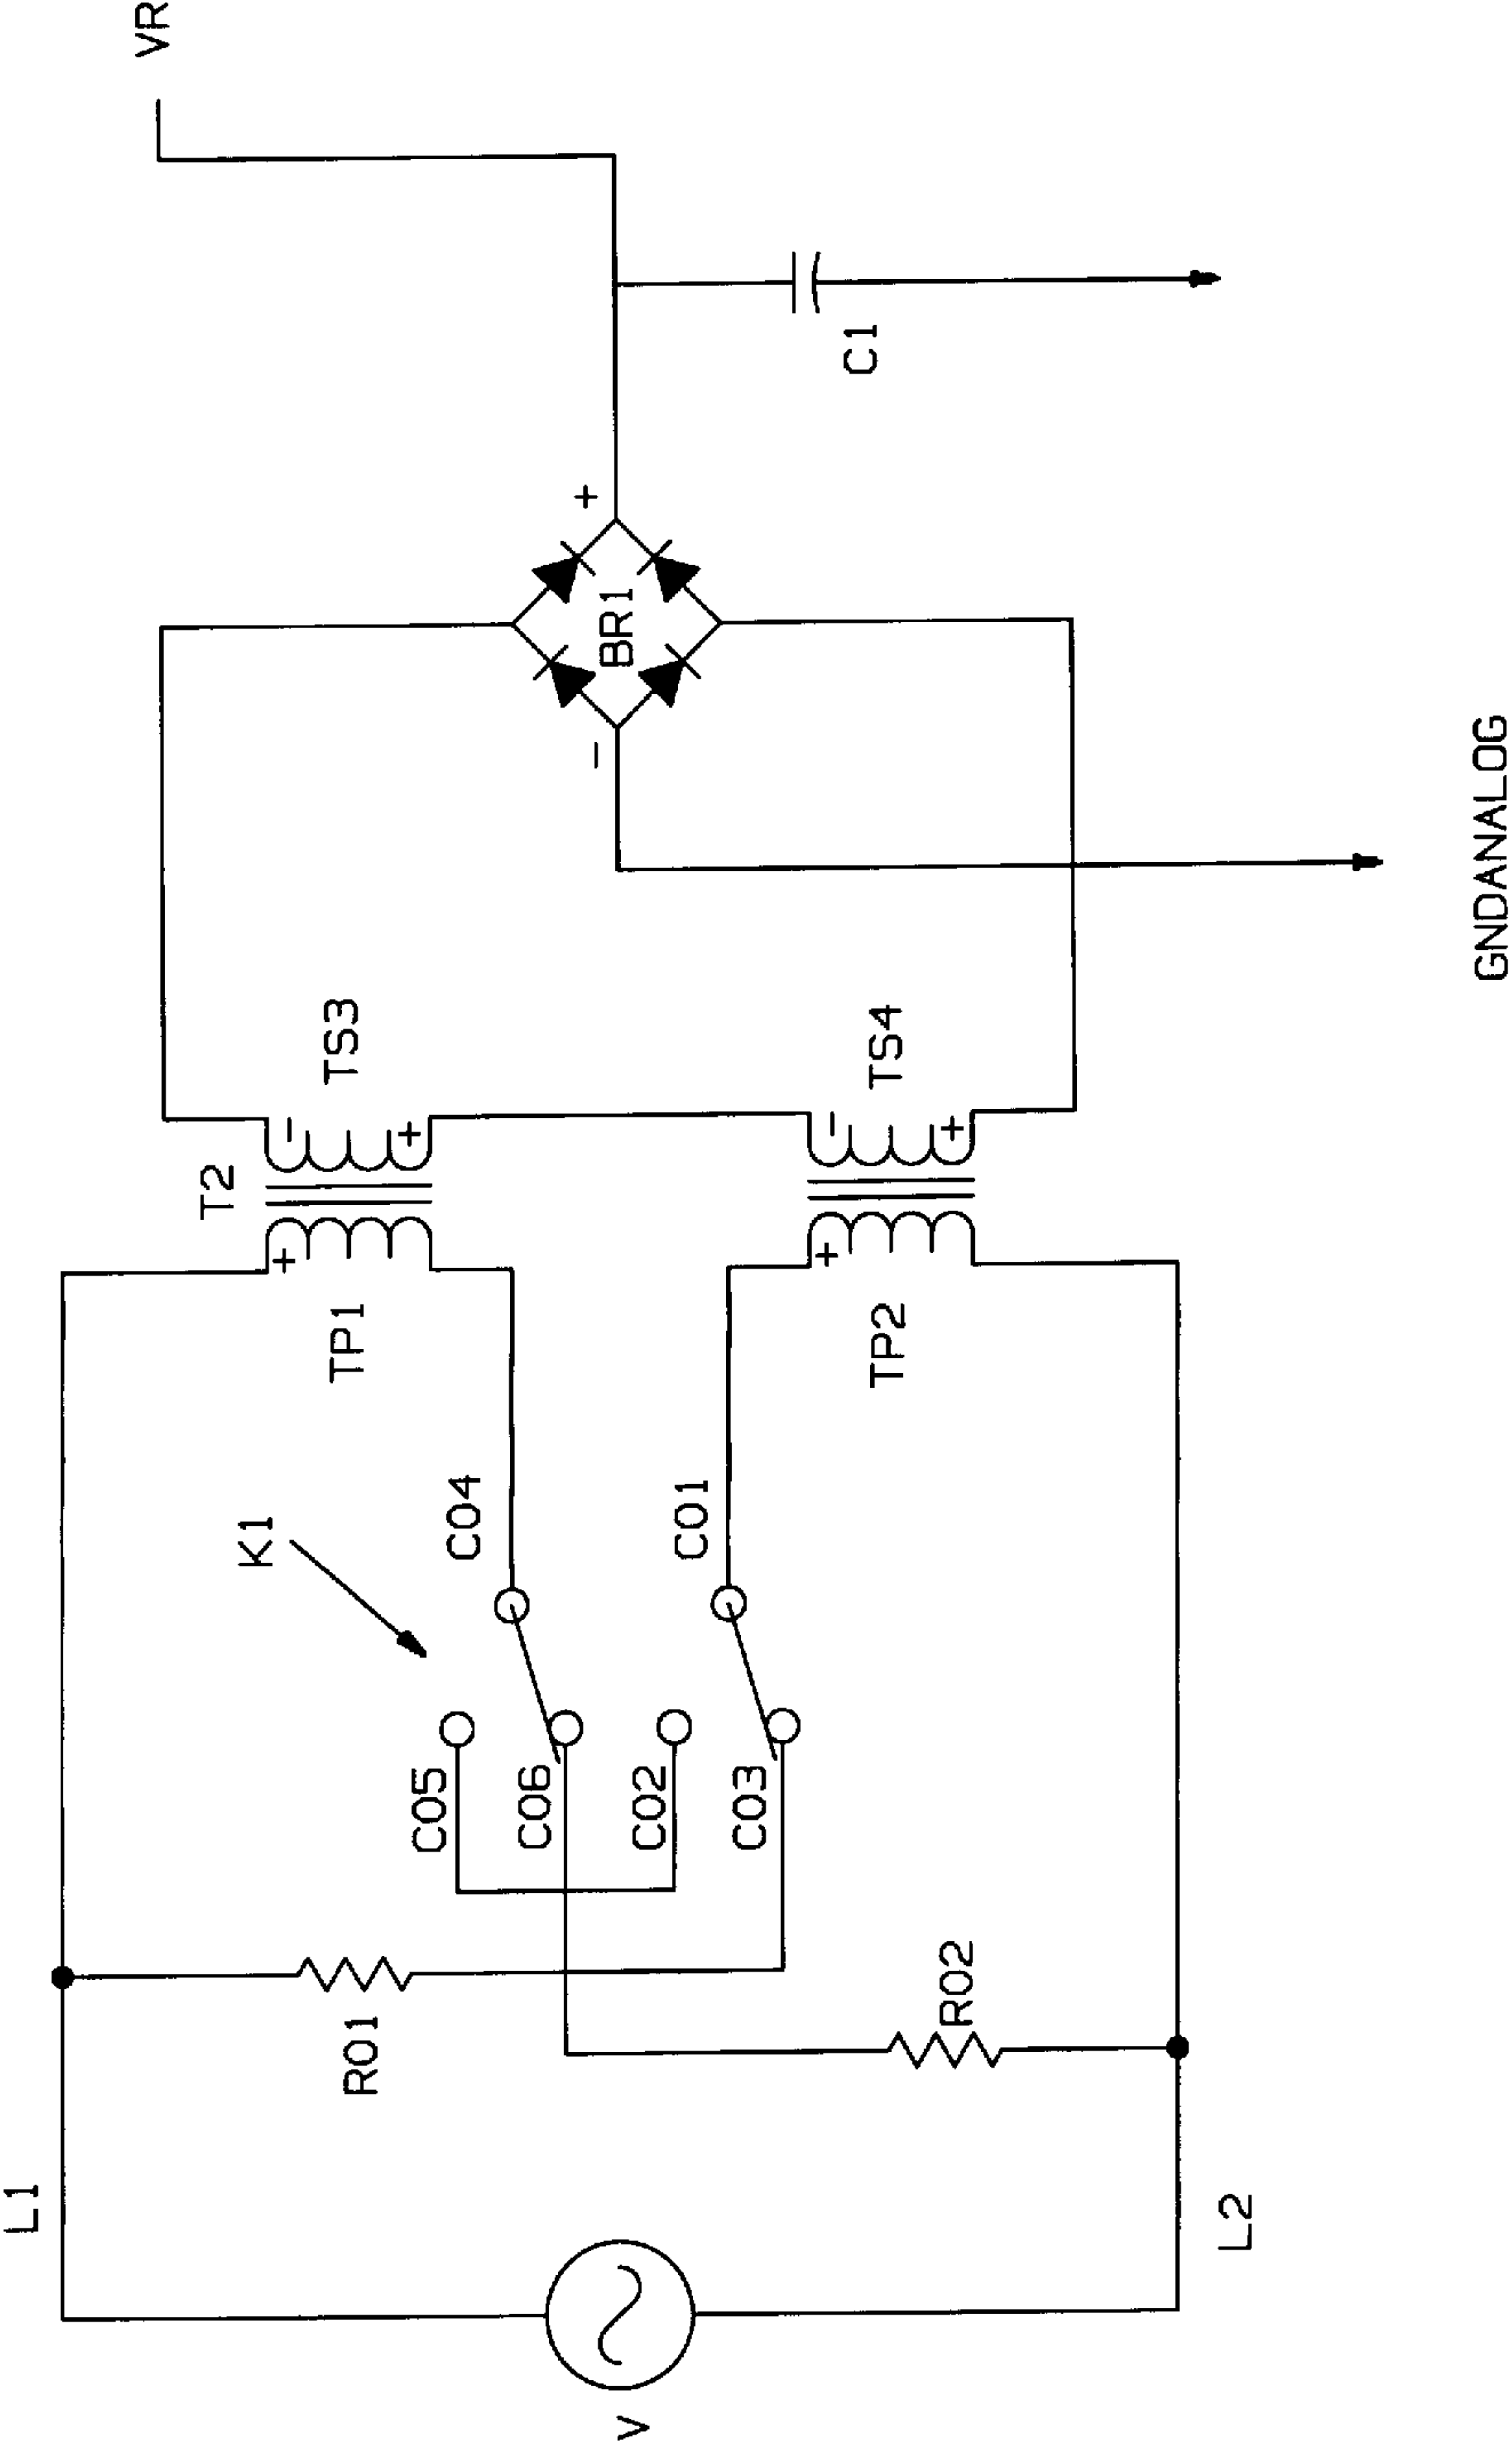 VR
C1
+
BR1
-
GNDANALOG
TS3
TS4
-
+
-
+
T2
+
+
TP1
TP2
K1
C04
C01
C05
C06
C02
C03
R01
R02
L1
L2
V